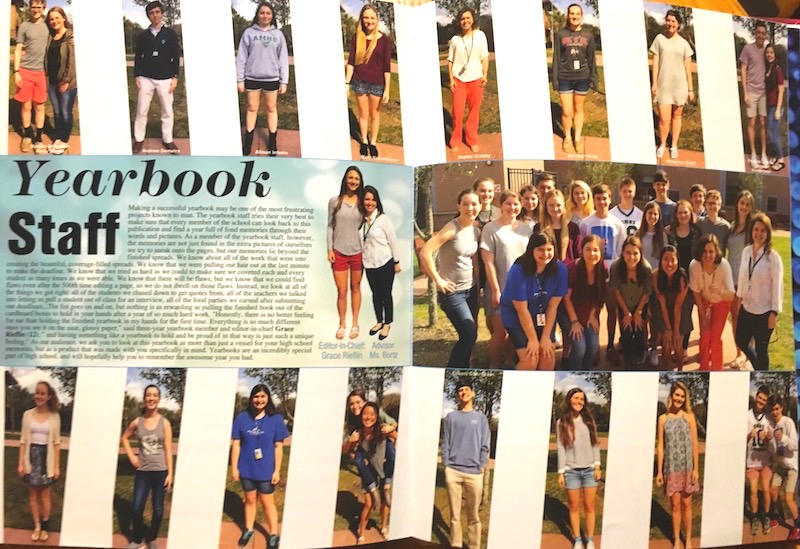 Yearbook
Staff
Making a successful yearbook may be one of the most frustrating
projects known to man. The yearbook staff tries their very best to
make sure that every member of the school can look back to this
publication and find a year full of fond memories through their
words and pictures. As a member of the yearbook staff, however,
the memories are not just found in the extra pictures of ourselves
we try to sneak onto the pages, but our memories lie beyond the
finished spreads. We know about all of the work that went into
creating the beautiful, coverage-filled spreads. We know that we were pulling our hair out at the last minute
to make the deadline. We know that we tried as hard as we could to make sure we covered each and every
student as many times as we were able. We know that there will be flaws, but we know that we could find
flaws even after the 500th time editing a page, so we do not dwell on those flaws. Instead, we look at all of
the things we got right: all of the students we chased down to get quotes from, all of the teachers we talked
into letting us pull a student out of class for an interview, all of the food parties we earned after submitting
our deadlines...The list goes on and on, but nothing is as rewarding as pulling the finished book out of the
cardboard boxes to hold in your hands after a year of so much hard work. "Honestly, there is no better feeling
for me than holding the finished yearbook in my hands for the first time. Everything is so much different
once you see it on the nice, glossy paper," said three-year yearbook member and editor-in-chief Grace
Rietlin (12), " and having something like a yearbook to hold and be proud of in that way is just such a unique
feeling." As our audience, we ask you to look at this yearbook as more than just a vessel for your high school
pictures, but as a product that was made with you specifically in mind. Yearbooks are an incredibly special
part of high school, and will hopefully help you to remember the awesome year you had.
Editor-in-Chief:
Grace Rietlin
Advisor:
Ms. Bortz